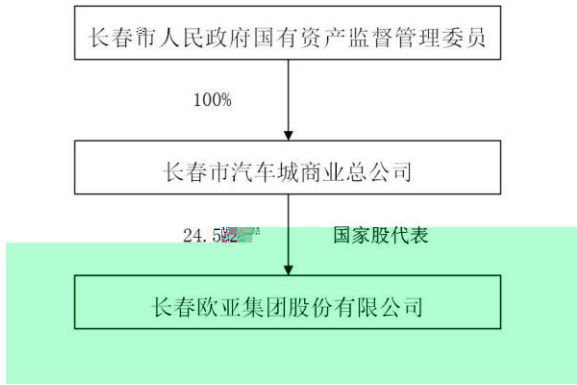 长春市人民政府国有资产监督管理委员
100%
长春市汽车城商业总公司
24.5
国家股代表
长春欧亚集团股份有限公司